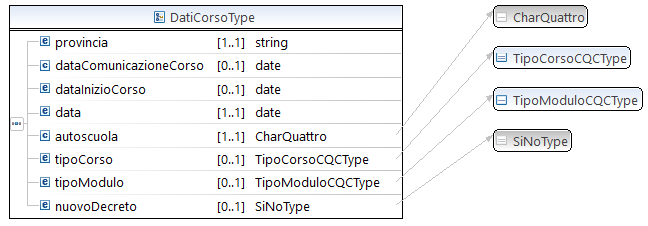 DatiCorsoType
provincia [1..1] string
dataComunicazioneCorso [0..1] date
dataInizioCorso [0..1] date
data [1..1] date
autoscuola [1..1] CharQuattro
tipoCorso [0..1] TipoCorsoCQCType
tipoModulo [0..1] TipoModuloCQCType
nuovoDecreto [0..1] SiNoType
CharQuattro
TipoCorsoCQCType
TipoModuloCQCType
SiNoType